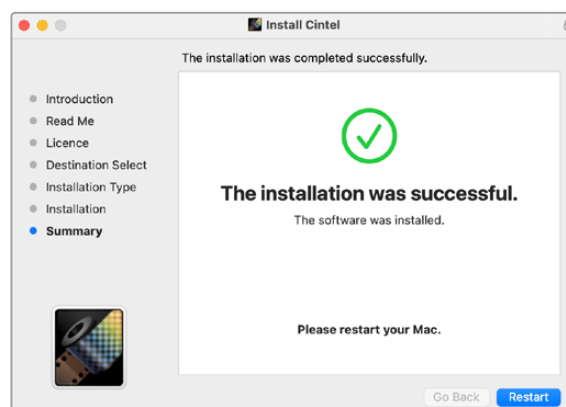 Install Cintel
The installation was completed successfully.
Introduction
Read Me
Licence
Destination Select
Installation Type
Installation
Summary
The installation was successful.
The software was installed.
Please restart your Mac.
Go Back
Restart